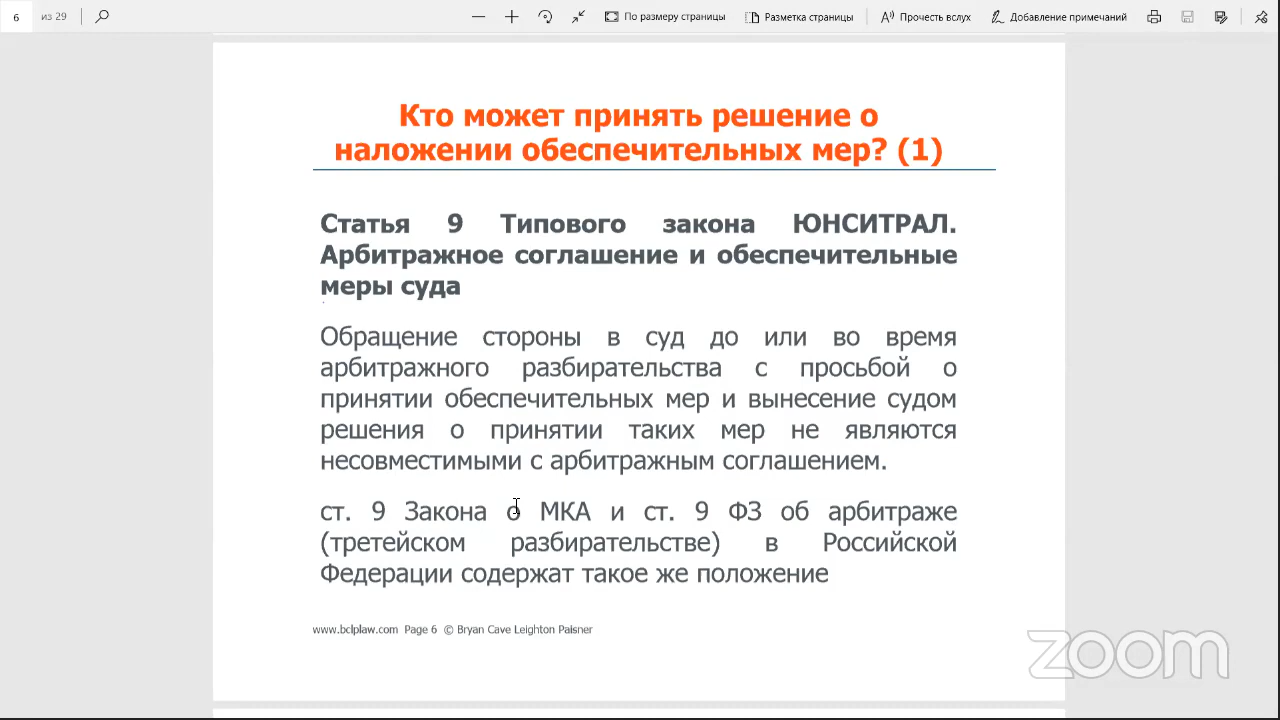 6 из 29 По размеру страницы Разметка страницы Прочесть вслух Добавление примечаний
Кто может принять решение о
наложении обеспечительных мер? (1)
Статья 9 Типового закона ЮНСИТРАЛ.
Арбитражное соглашение и обеспечительные
меры суда
Обращение стороны в суд до или во время
арбитражного разбирательства с просьбой о
принятии обеспечительных мер и вынесение судом
решения о принятии таких мер не являются
несовместимыми с арбитражным соглашением.
ст. 9 Закона о МКА и ст. 9 ФЗ об арбитраже
(третейском разбирательстве) в Российской
Федерации содержат такое же положение
www.bclplaw.com Page 6 © Bryan Cave Leighton Paisner
zoom